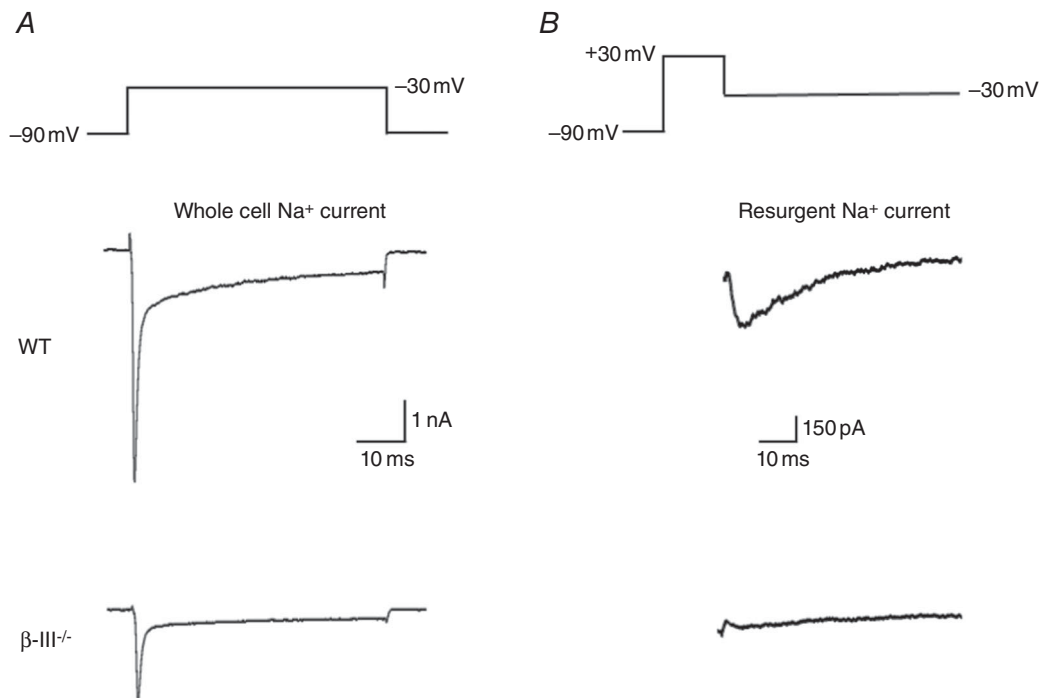 A
B
+30 mV
–30 mV
–30 mV
–90 mV
–90 mV
Whole cell Na⁺ current
Resurgent Na⁺ current
WT
1 nA
10 ms
150 pA
10 ms
β-III⁻/⁻